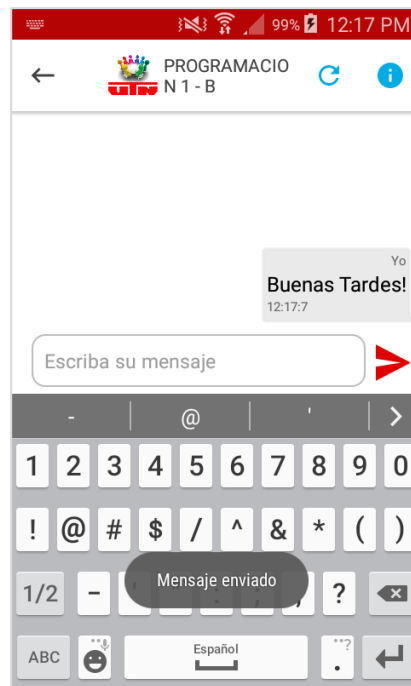 99% 12:17 PM
UTN PROGRAMACIO
N 1 - B
Yo
Buenas Tardes!
12:17:7
Escriba su mensaje
- @ '
1 2 3 4 5 6 7 8 9 0
! @ # $ / ^ & * ( )
1/2 - ?
Mensaje enviado
ABC Español .